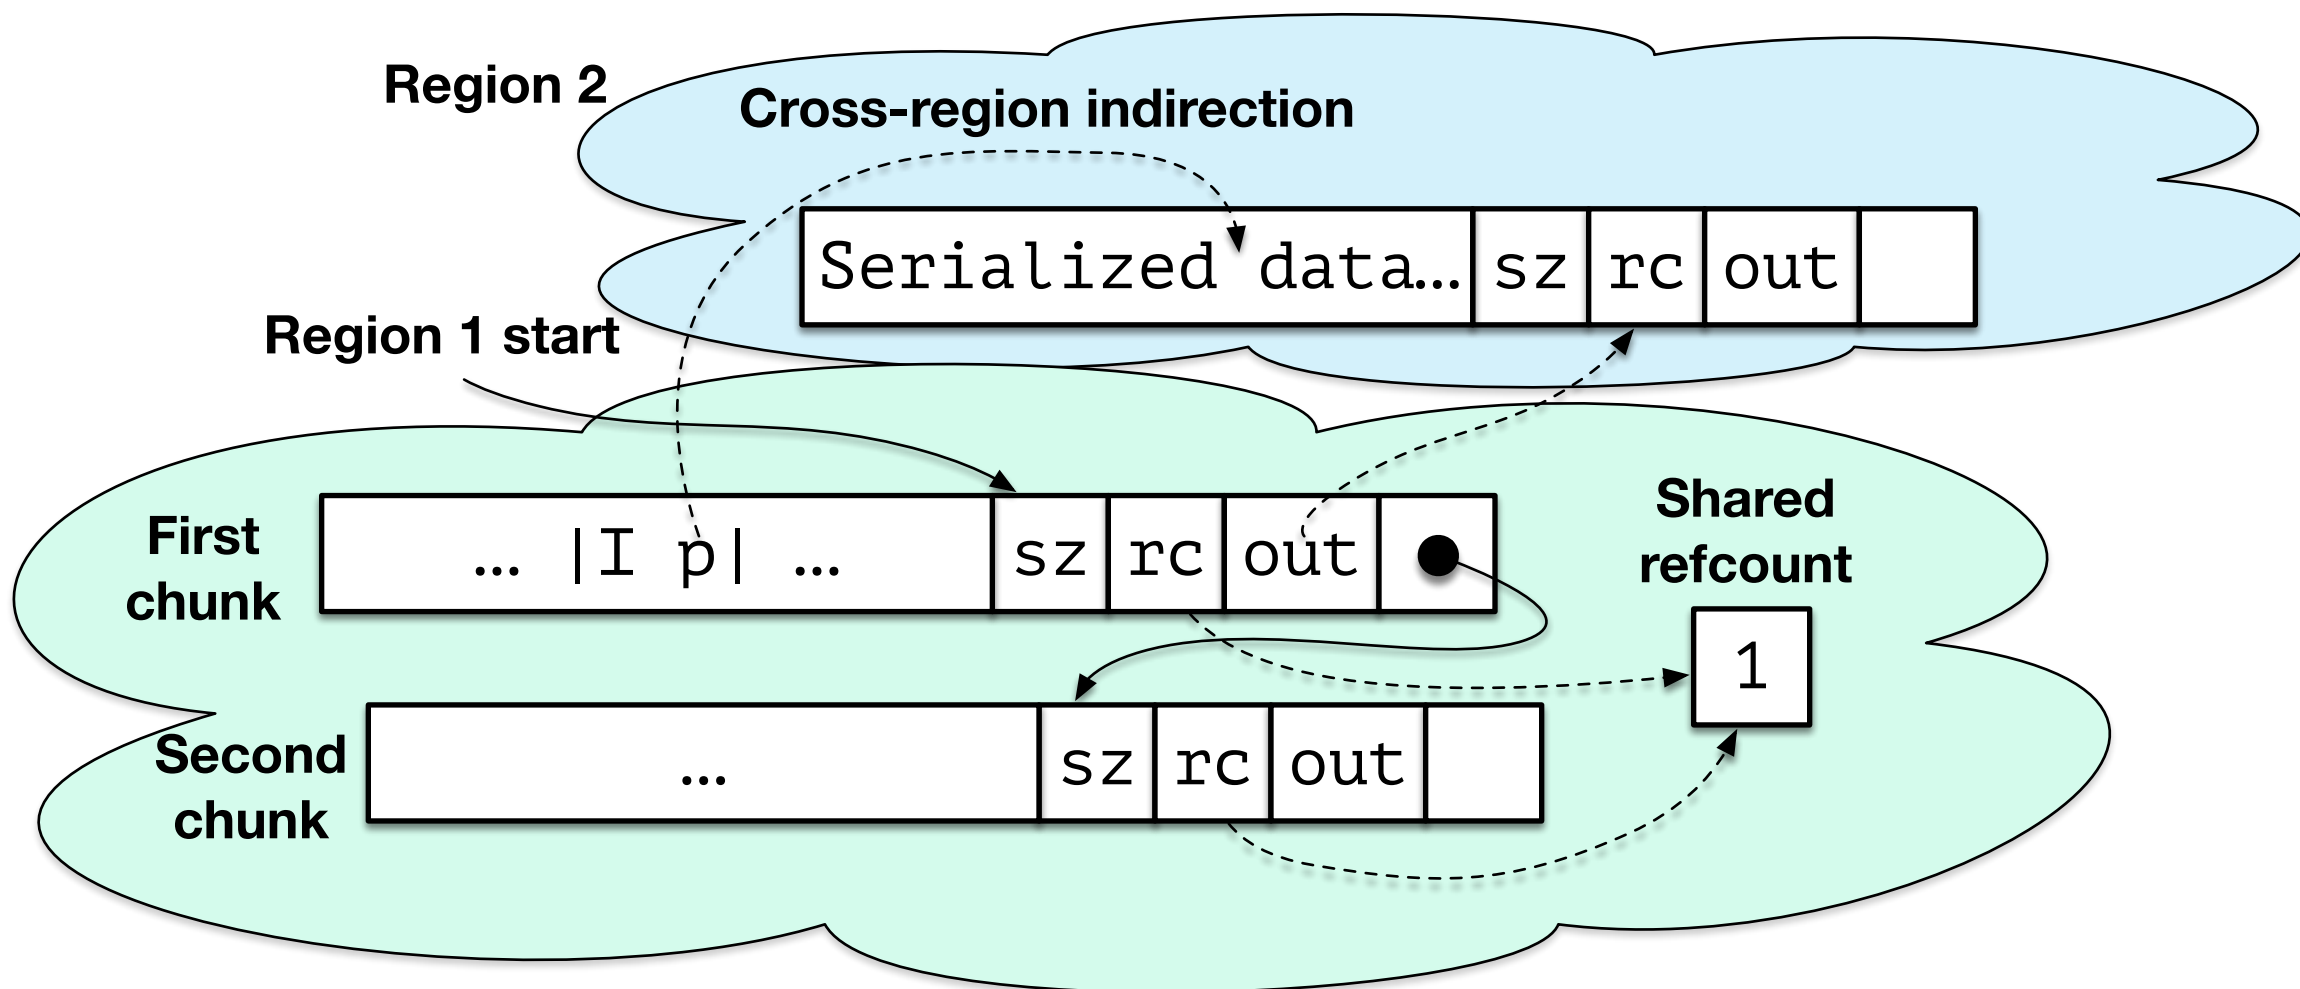 Region 2
Cross-region indirection
Serialized data... sz rc out
Region 1 start
First
chunk
... |I p| ... sz rc out
Shared
refcount
1
Second
chunk
... sz rc out